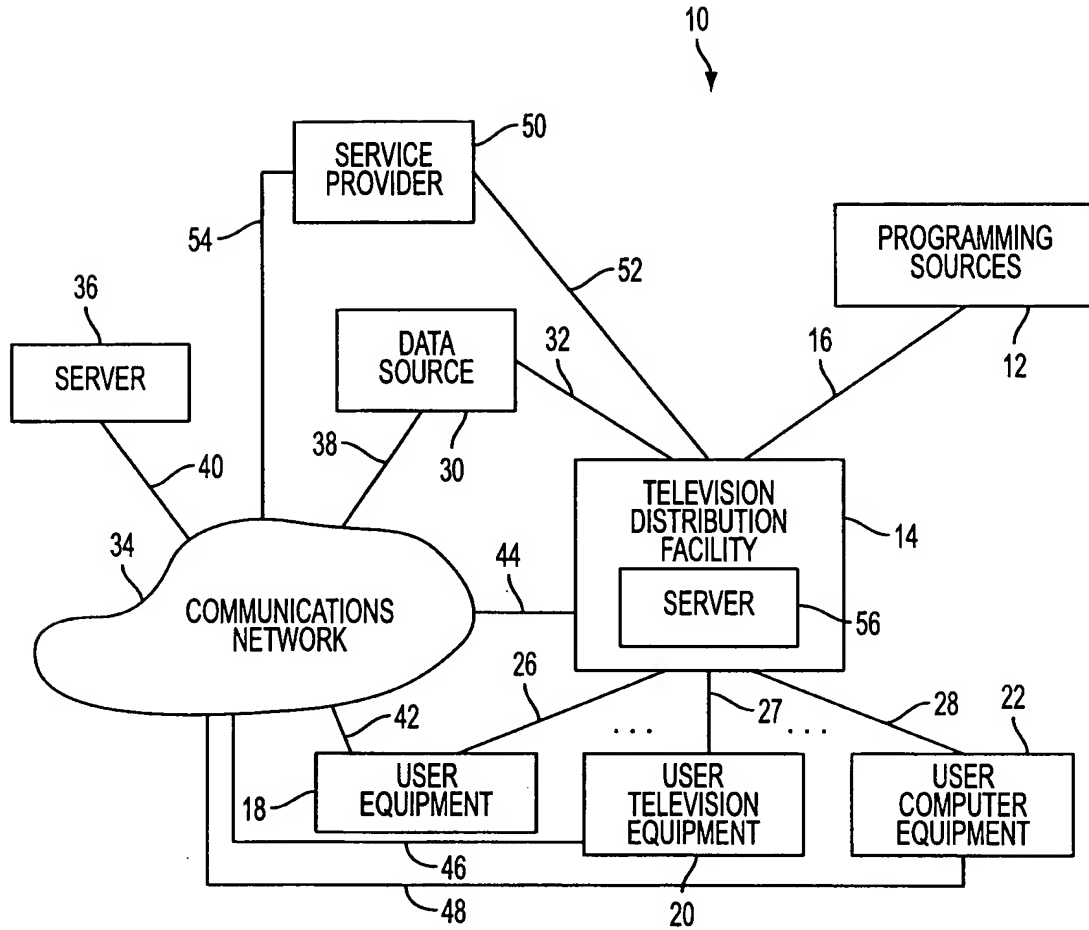 10
50
SERVICE
PROVIDER
54
PROGRAMMING
SOURCES
52
36
DATA
SOURCE
32
16
12
SERVER
38
30
40
TELEVISION
DISTRIBUTION
FACILITY
14
34
44
SERVER
COMMUNICATIONS
NETWORK
56
26
27
28
22
42
...
...
18
USER
EQUIPMENT
USER
TELEVISION
EQUIPMENT
USER
COMPUTER
EQUIPMENT
46
48
20